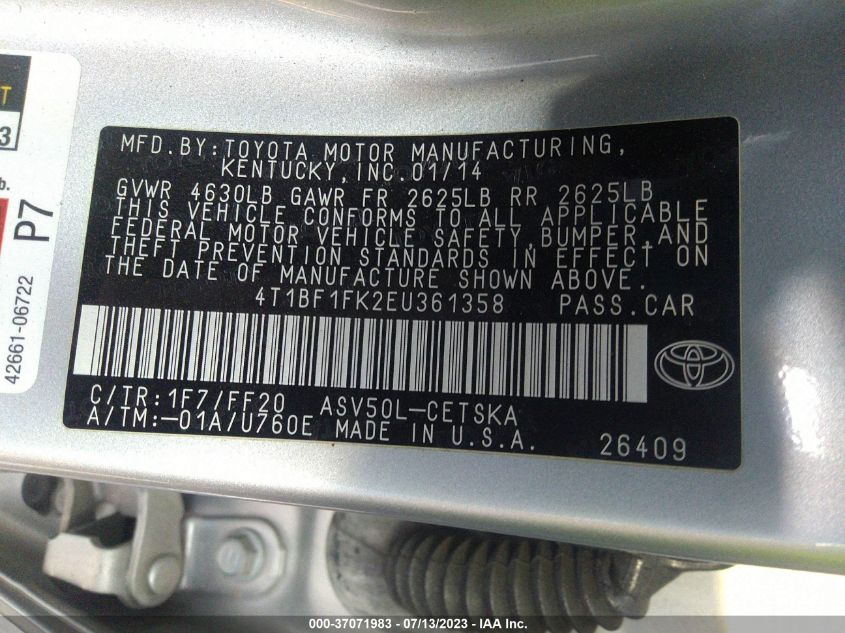 T
3
b.
P7
42661-06722
MFD. BY: TOYOTA MOTOR MANUFACTURING,
KENTUCKY, INC. 01/14
GVWR 4630LB GAWR FR 2625LB RR 2625LB
THIS VEHICLE CONFORMS TO ALL APPLICABLE
FEDERAL MOTOR VEHICLE SAFETY, BUMPER, AND
THEFT PREVENTION STANDARDS IN EFFECT ON
THE DATE OF MANUFACTURE SHOWN ABOVE.
4T1BF1FK2EU361358 PASS. CAR
C/TR: 1F7/FF20 ASV50L-CETSKA
A/TM: -01A/U760E MADE IN U.S.A. 26409
000-37071983 / 07/13/2023 - IAA Inc.